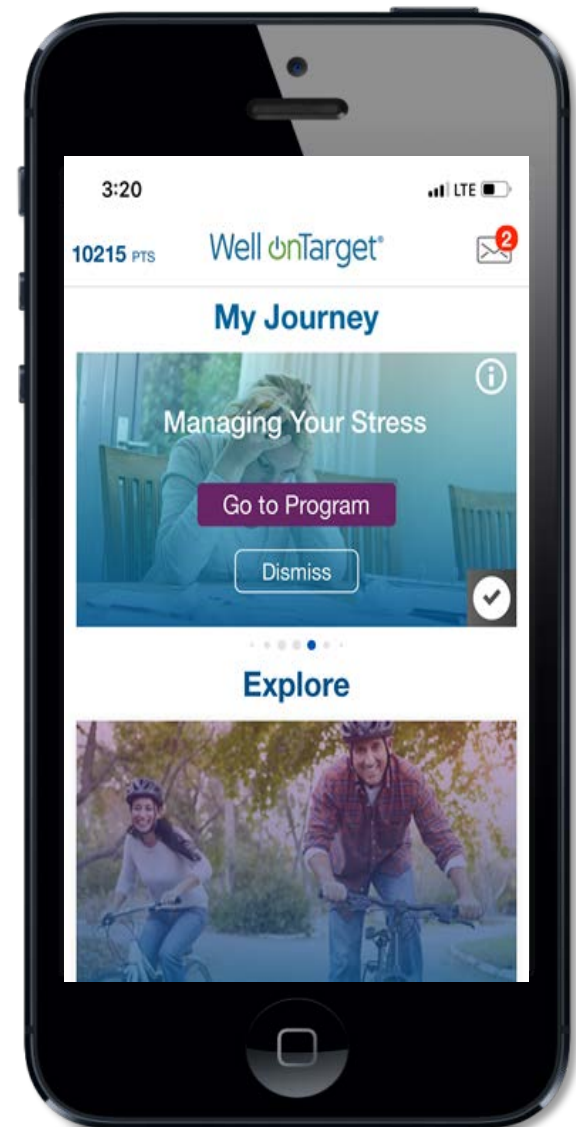 3:20
LTE
10215 PTS
Well onTarget®
2
My Journey
Managing Your Stress
Go to Program
Dismiss
Explore